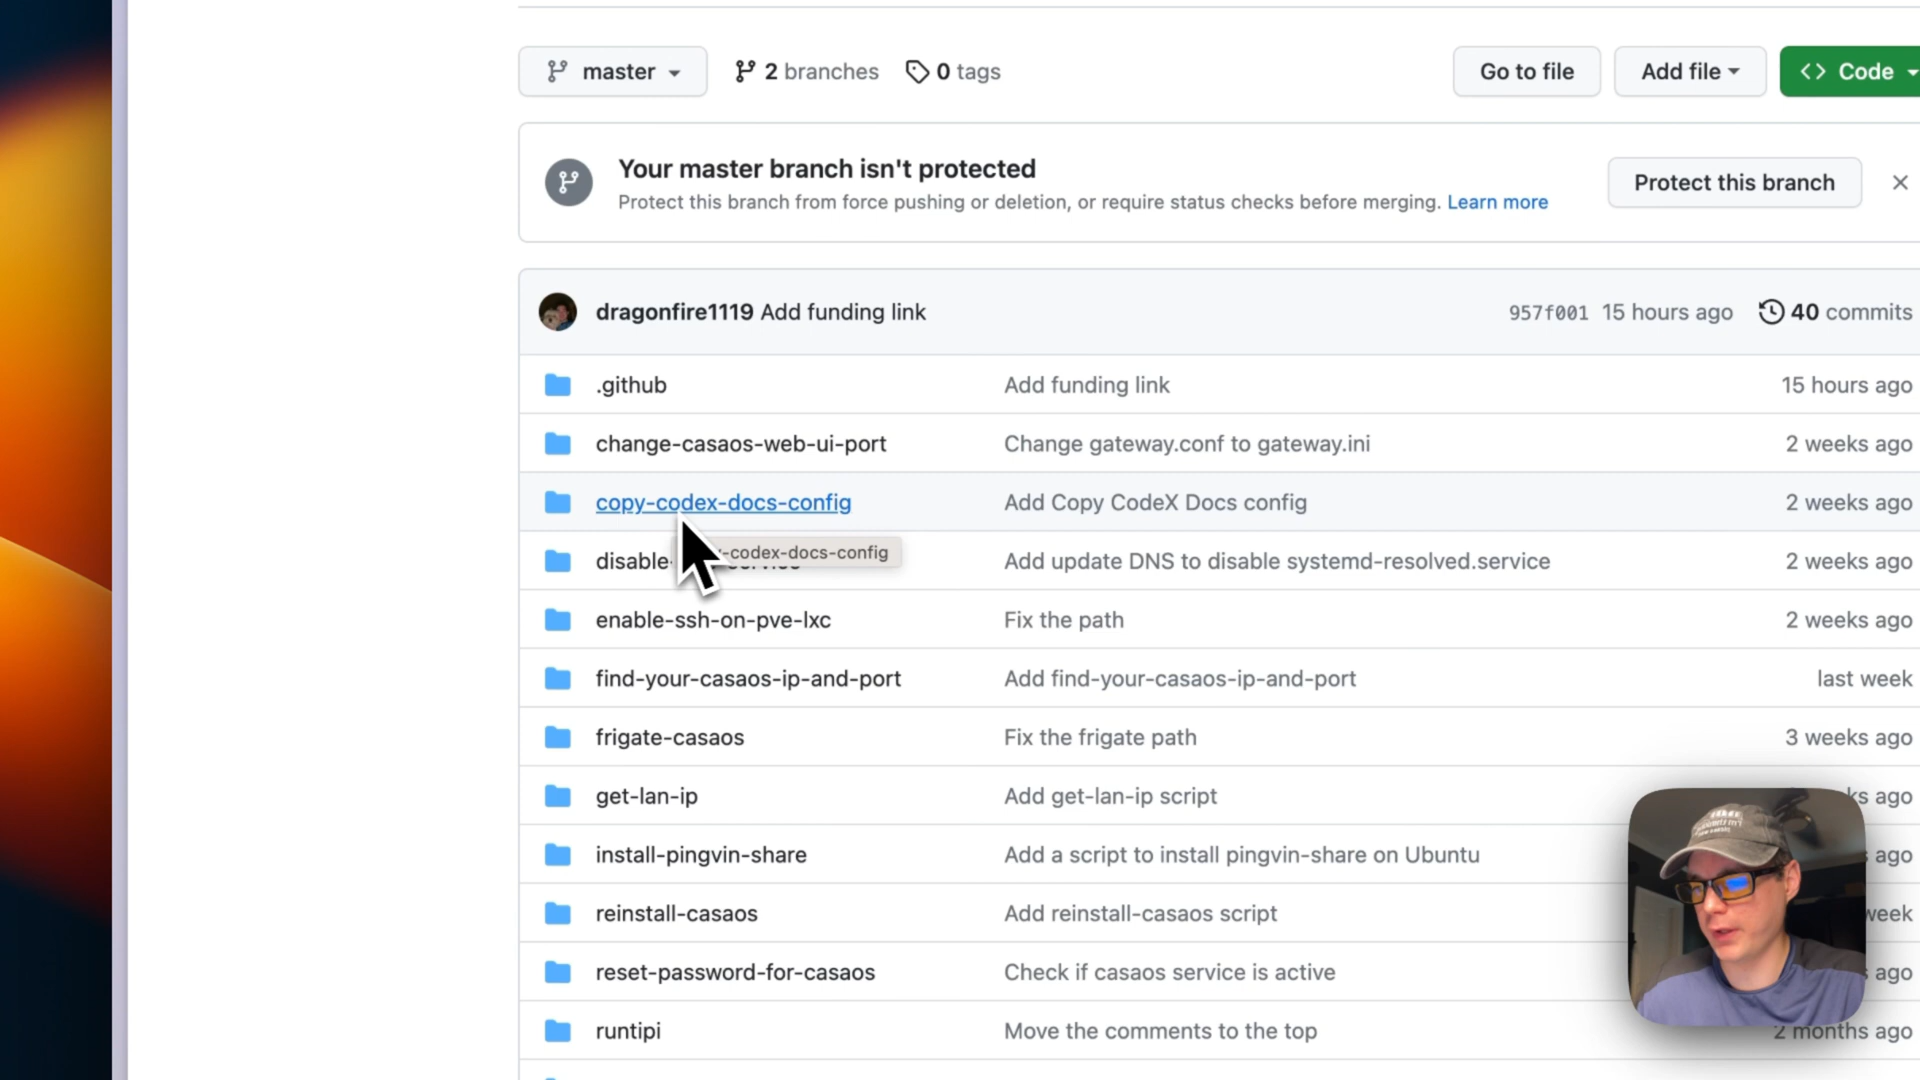 master
2 branches
0 tags
Go to file
Add file
Code
Your master branch isn't protected
Protect this branch from force pushing or deletion, or require status checks before merging. Learn more
Protect this branch
dragonfire1119 Add funding link
957f001 15 hours ago
40 commits
.github Add funding link 15 hours ago
change-casaos-web-ui-port Change gateway.conf to gateway.ini 2 weeks ago
copy-codex-docs-config Add Copy CodeX Docs config 2 weeks ago
-codex-docs-config
disable- Add update DNS to disable systemd-resolved.service 2 weeks ago
enable-ssh-on-pve-lxc Fix the path 2 weeks ago
find-your-casaos-ip-and-port Add find-your-casaos-ip-and-port last week
frigate-casaos Fix the frigate path 3 weeks ago
get-lan-ip Add get-lan-ip script ago
install-pingvin-share Add a script to install pingvin-share on Ubuntu ago
reinstall-casaos Add reinstall-casaos script week
reset-password-for-casaos Check if casaos service is active ago
runtipi Move the comments to the top 2 months ago